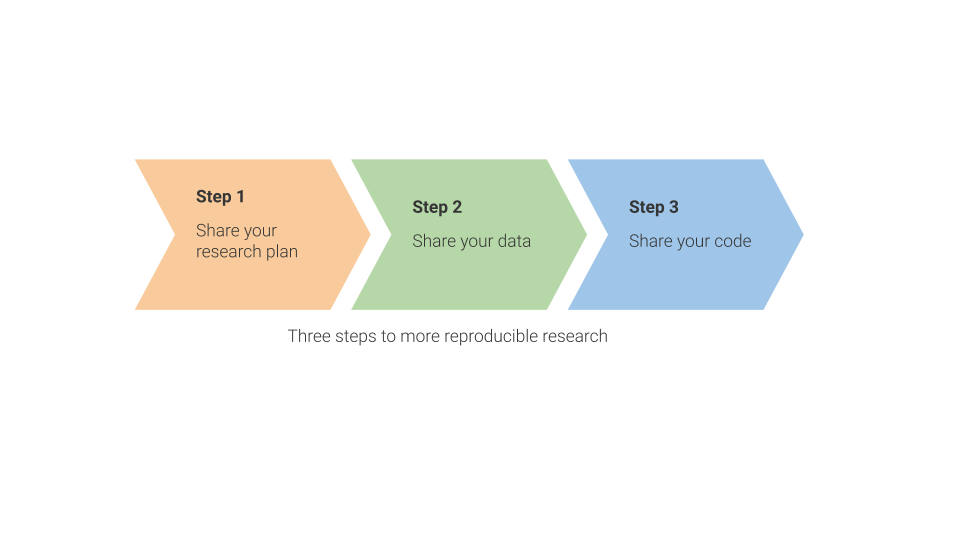 Step 1
Share your
research plan
Step 2
Share your data
Step 3
Share your code
Three steps to more reproducible research